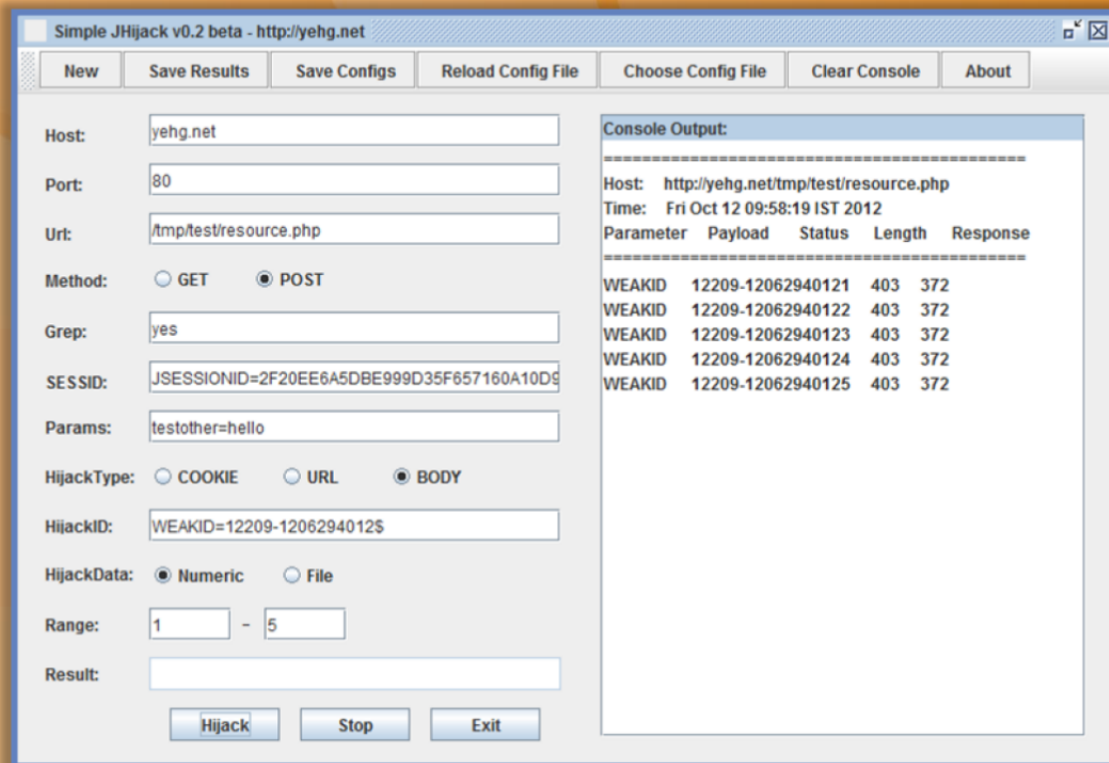 Simple JHijack v0.2 beta - http://yehg.net
New Save Results Save Configs Reload Config File Choose Config File Clear Console About
Host: yehg.net
Port: 80
Url: /tmp/test/resource.php
Method: GET POST
Grep: yes
SESSID: JSESSIONID=2F20EE6A5DBE999D35F657160A10D9
Params: testother=hello
HijackType: COOKIE URL BODY
HijackID: WEAKID=12209-1206294012$
HijackData: Numeric File
Range: 1 - 5
Result:
Hijack Stop Exit
Console Output:
============================================
Host: http://yehg.net/tmp/test/resource.php
Time: Fri Oct 12 09:58:19 IST 2012
Parameter Payload Status Length Response
============================================
WEAKID 12209-12062940121 403 372
WEAKID 12209-12062940122 403 372
WEAKID 12209-12062940123 403 372
WEAKID 12209-12062940124 403 372
WEAKID 12209-12062940125 403 372